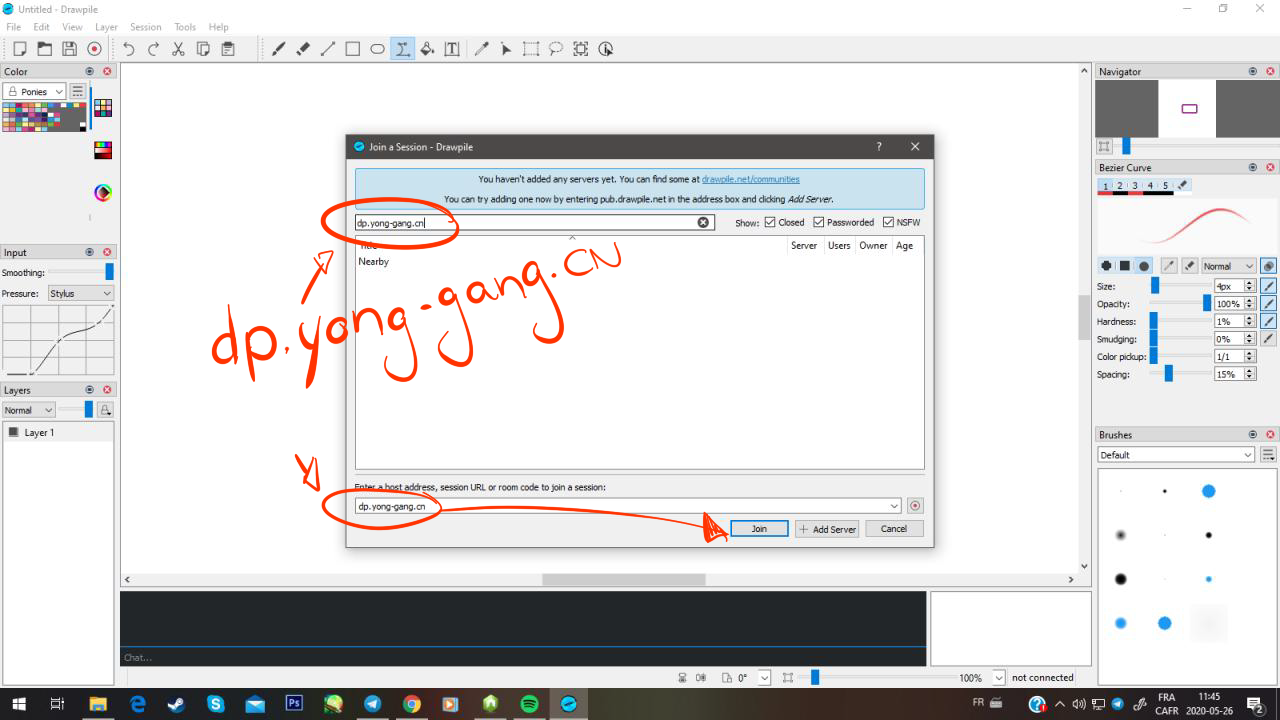 Untitled - Drawpile
File Edit View Layer Session Tools Help
Color
Ponies
Input
Smoothing:
Pressure: Stylus
Layers
Normal
Layer 1
Join a Session - Drawpile
You haven't added any servers yet. You can find some at drawpile.net/communities
You can try adding one now by entering pub.drawpile.net in the address box and clicking Add Server.
dp.yong-gang.cn
Show: Closed Passworded NSFW
Title Server Users Owner Age
Nearby
dp.yong-gang.CN
Enter a host address, session URL or room code to join a session:
dp.yong-gang.cn
Join Add Server Cancel
Chat...
Navigator
Bezier Curve
1 2 3 4 5
Normal
Size: 4px
Opacity: 100%
Hardness: 1%
Smudging: 0%
Color pickup: 1/1
Spacing: 15%
Brushes
Default
0° 100% not connected
Ps
FR
FRA
CAFR
11:45
2020-05-26
2